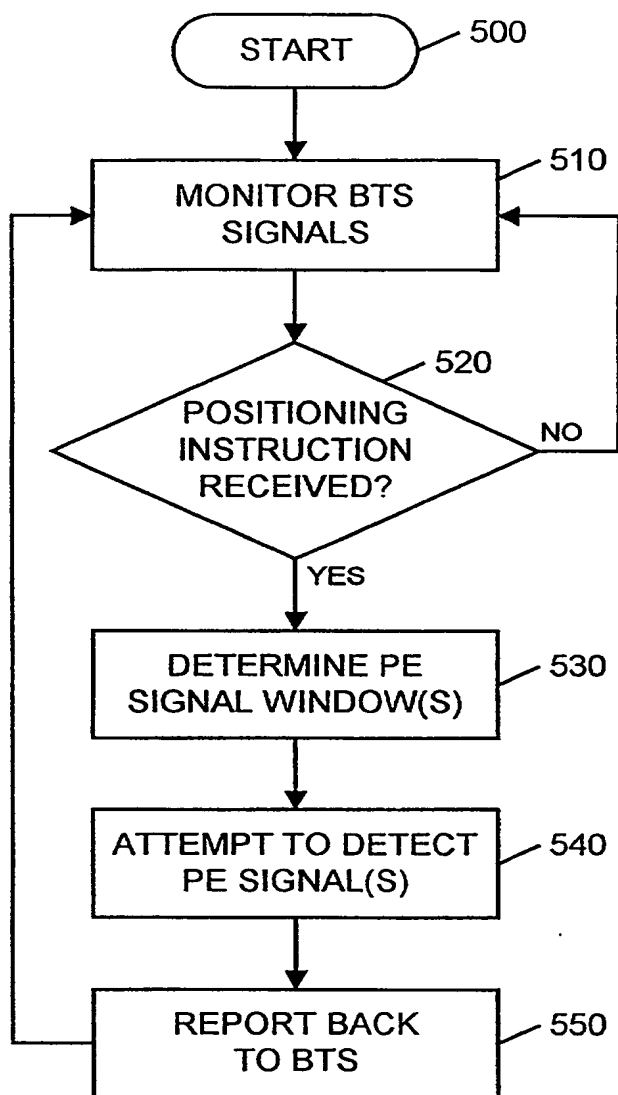 START
500
MONITOR BTS
SIGNALS
510
POSITIONING
INSTRUCTION
RECEIVED?
520
NO
YES
DETERMINE PE
SIGNAL WINDOW(S)
530
ATTEMPT TO DETECT
PE SIGNAL(S)
540
REPORT BACK
TO BTS
550